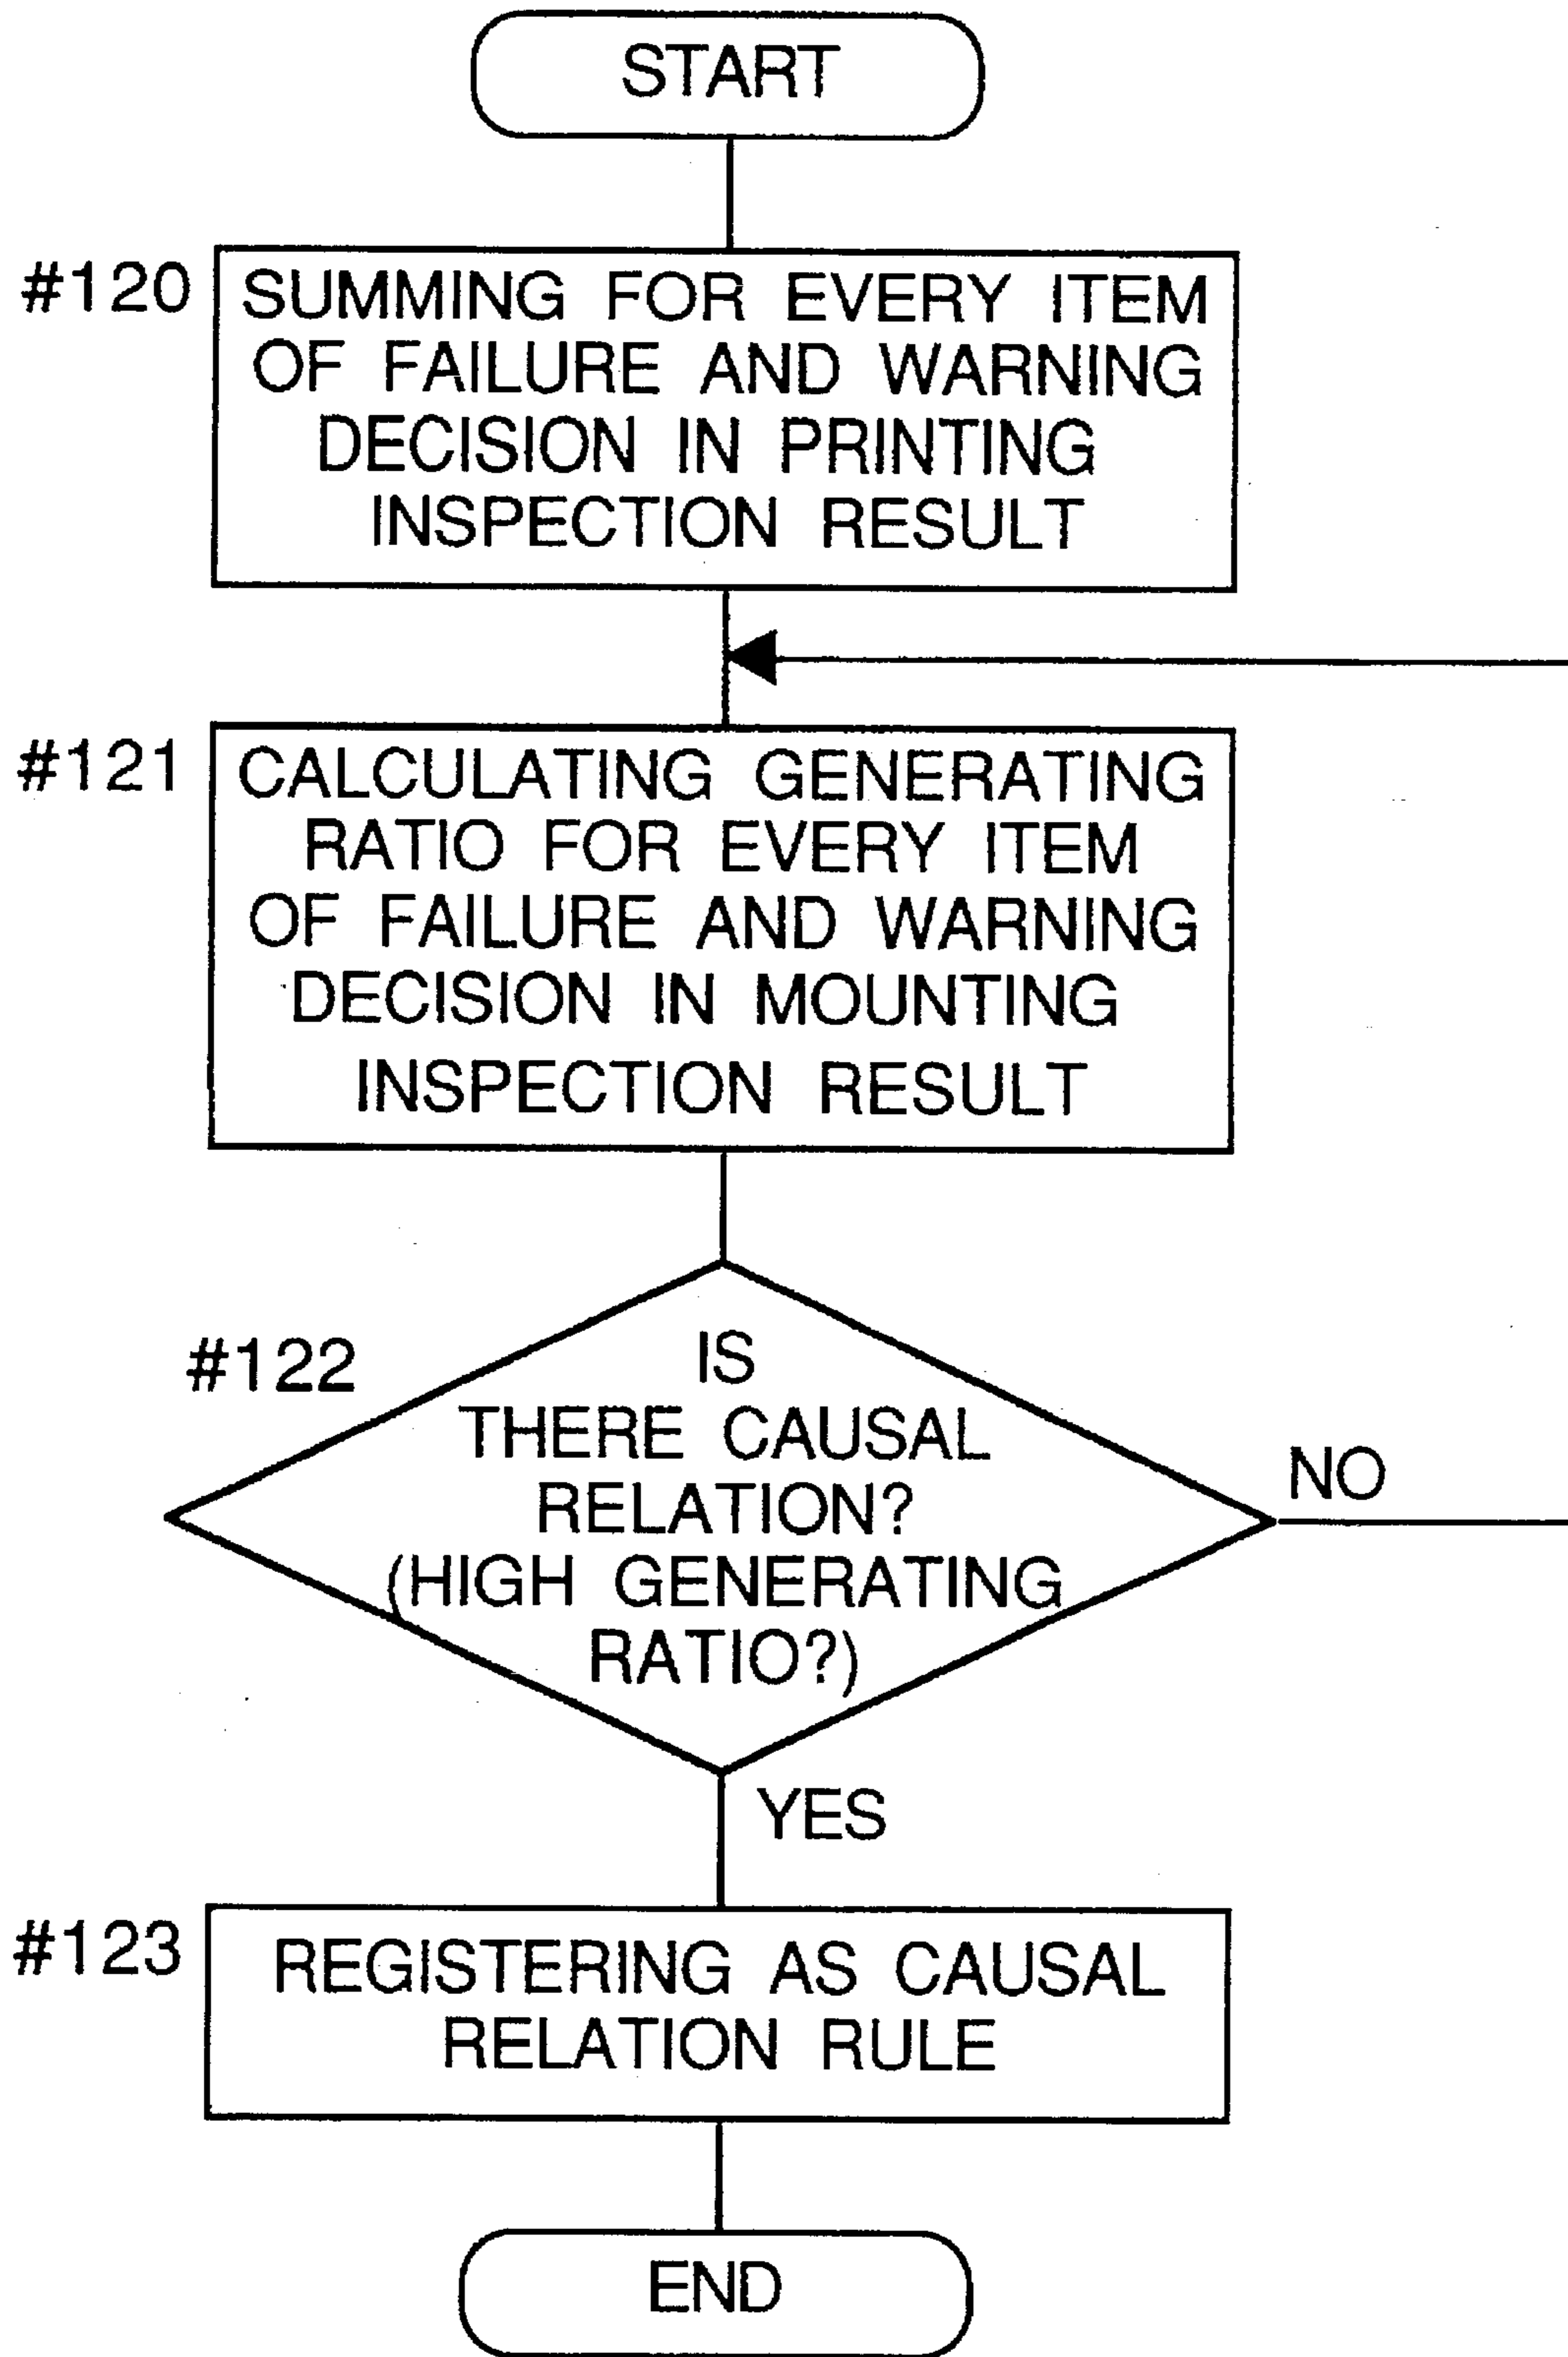 START
#120
SUMMING FOR EVERY ITEM
OF FAILURE AND WARNING
DECISION IN PRINTING
INSPECTION RESULT
#121
CALCULATING GENERATING
RATIO FOR EVERY ITEM
OF FAILURE AND WARNING
DECISION IN MOUNTING
INSPECTION RESULT
#122
IS
THERE CAUSAL
RELATION?
(HIGH GENERATING
RATIO?)
NO
YES
#123
REGISTERING AS CAUSAL
RELATION RULE
END